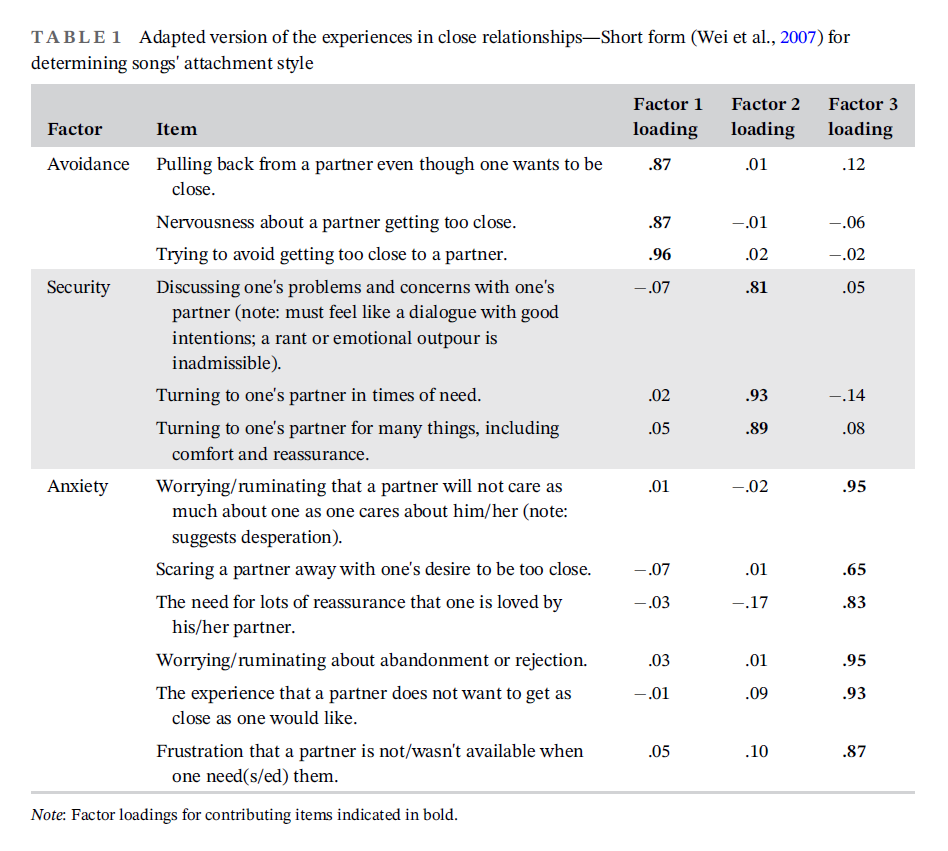 TABLE 1 Adapted version of the experiences in close relationships—Short form (Wei et al., 2007) for
determining songs' attachment style
Factor 1 Factor 2 Factor 3
Factor Item loading loading loading
Avoidance Pulling back from a partner even though one wants to be .87 .01 .12
close.
Nervousness about a partner getting too close. .87 −.01 −.06
Trying to avoid getting too close to a partner. .96 .02 −.02
Security Discussing one's problems and concerns with one's −.07 .81 .05
partner (note: must feel like a dialogue with good
intentions; a rant or emotional outpour is
inadmissible).
Turning to one's partner in times of need. .02 .93 −.14
Turning to one's partner for many things, including .05 .89 .08
comfort and reassurance.
Anxiety Worrying/ruminating that a partner will not care as .01 −.02 .95
much about one as one cares about him/her (note:
suggests desperation).
Scaring a partner away with one's desire to be too close. −.07 .01 .65
The need for lots of reassurance that one is loved by −.03 −.17 .83
his/her partner.
Worrying/ruminating about abandonment or rejection. .03 .01 .95
The experience that a partner does not want to get as −.01 .09 .93
close as one would like.
Frustration that a partner is not/wasn't available when .05 .10 .87
one need(s/ed) them.
Note: Factor loadings for contributing items indicated in bold.